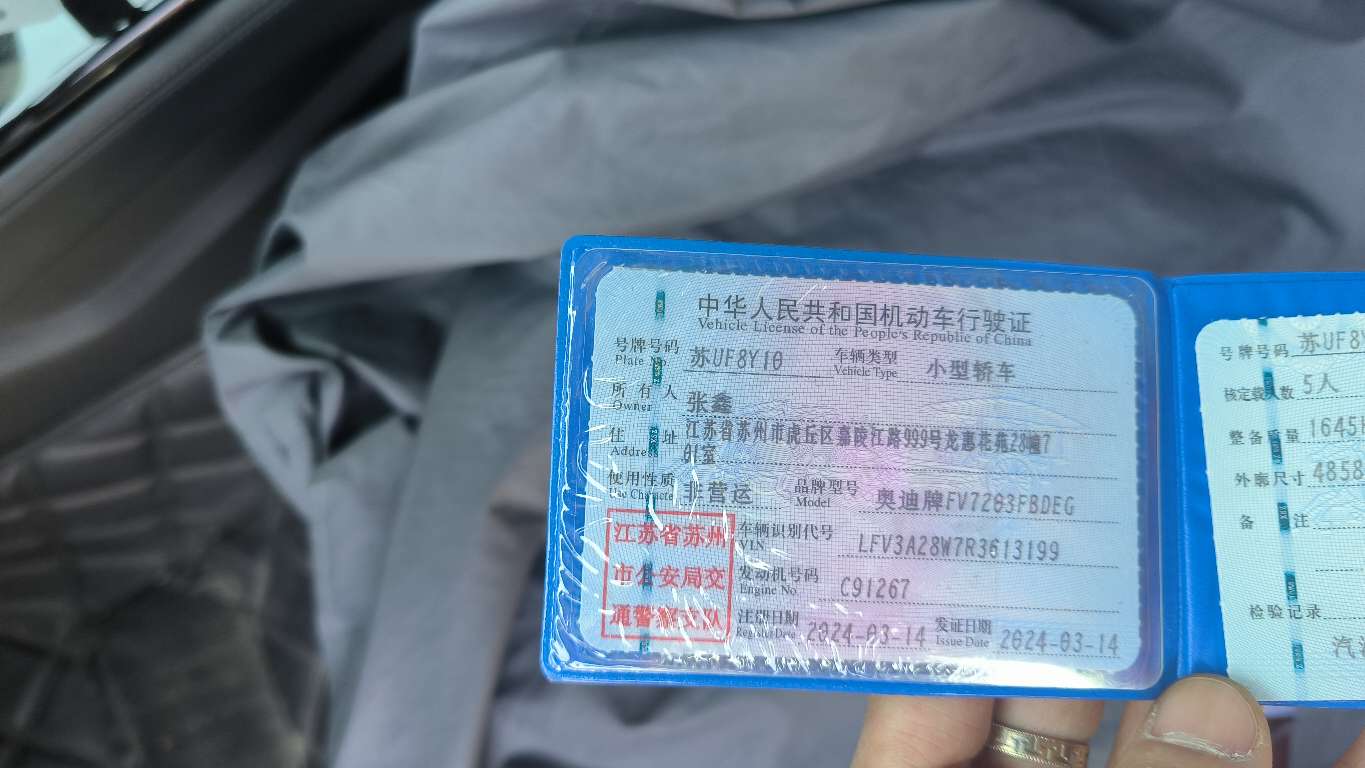 中华人民共和国机动车行驶证
Vehicle License of the People's Republic of China
号牌号码 苏UF8Y10 车辆类型 小型轿车
Plate No. Vehicle Type
所有人 张鑫
Owner
住址 江苏省苏州市虎丘区嘉陵江路999号龙惠花苑28幢7
Address 01室
使用性质 非营运 品牌型号 奥迪牌FV7203FBDEG
Use Character Model
江苏省苏州
市公安局交
通警察支队
车辆识别代号 LFV3A28W7R3613199
VIN
发动机号码 C91267
Engine No.
注册日期 2024-03-14 发证日期 2024-03-14
Register Date Issue Date
号牌号码 苏UF8Y
核定载人数 5人
整备质量 1645
外廓尺寸 4858
备注
检验记录
汽